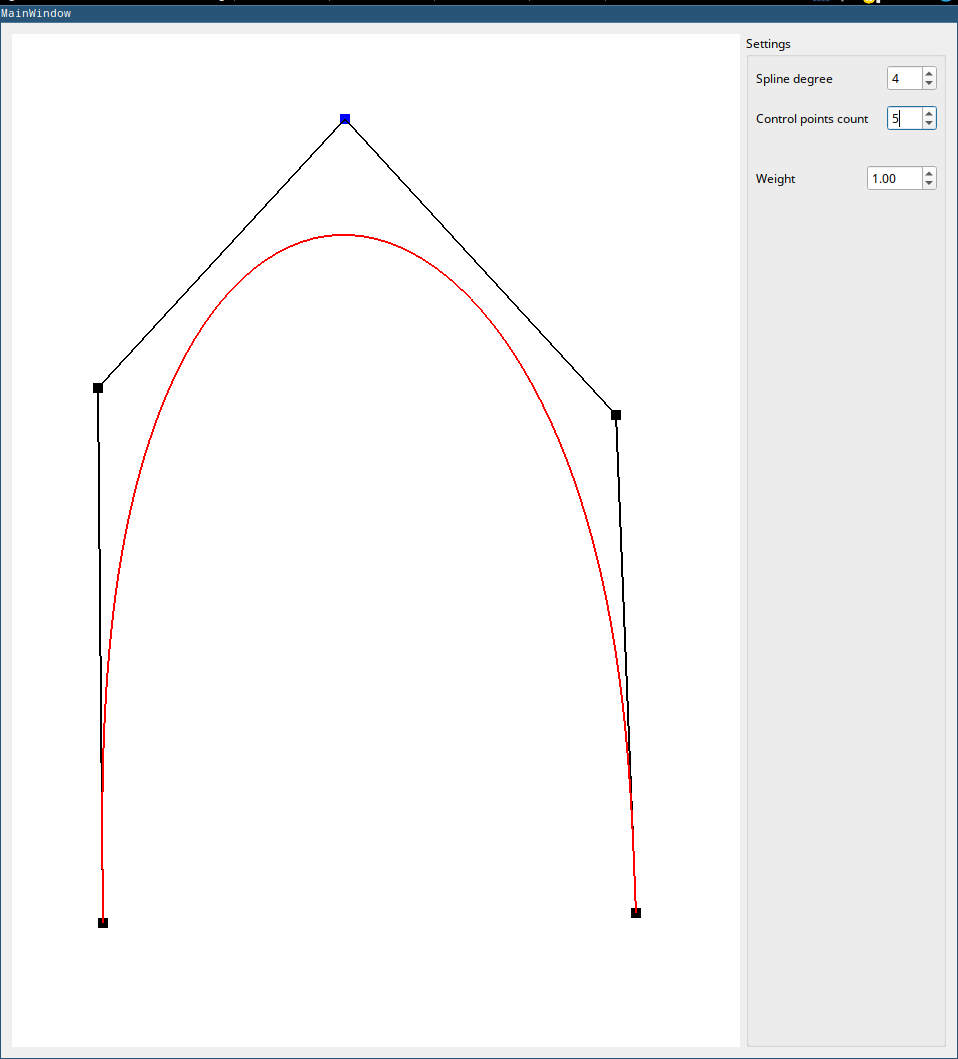 MainWindow
Settings
Spline degree 4
Control points count 5
Weight 1.00